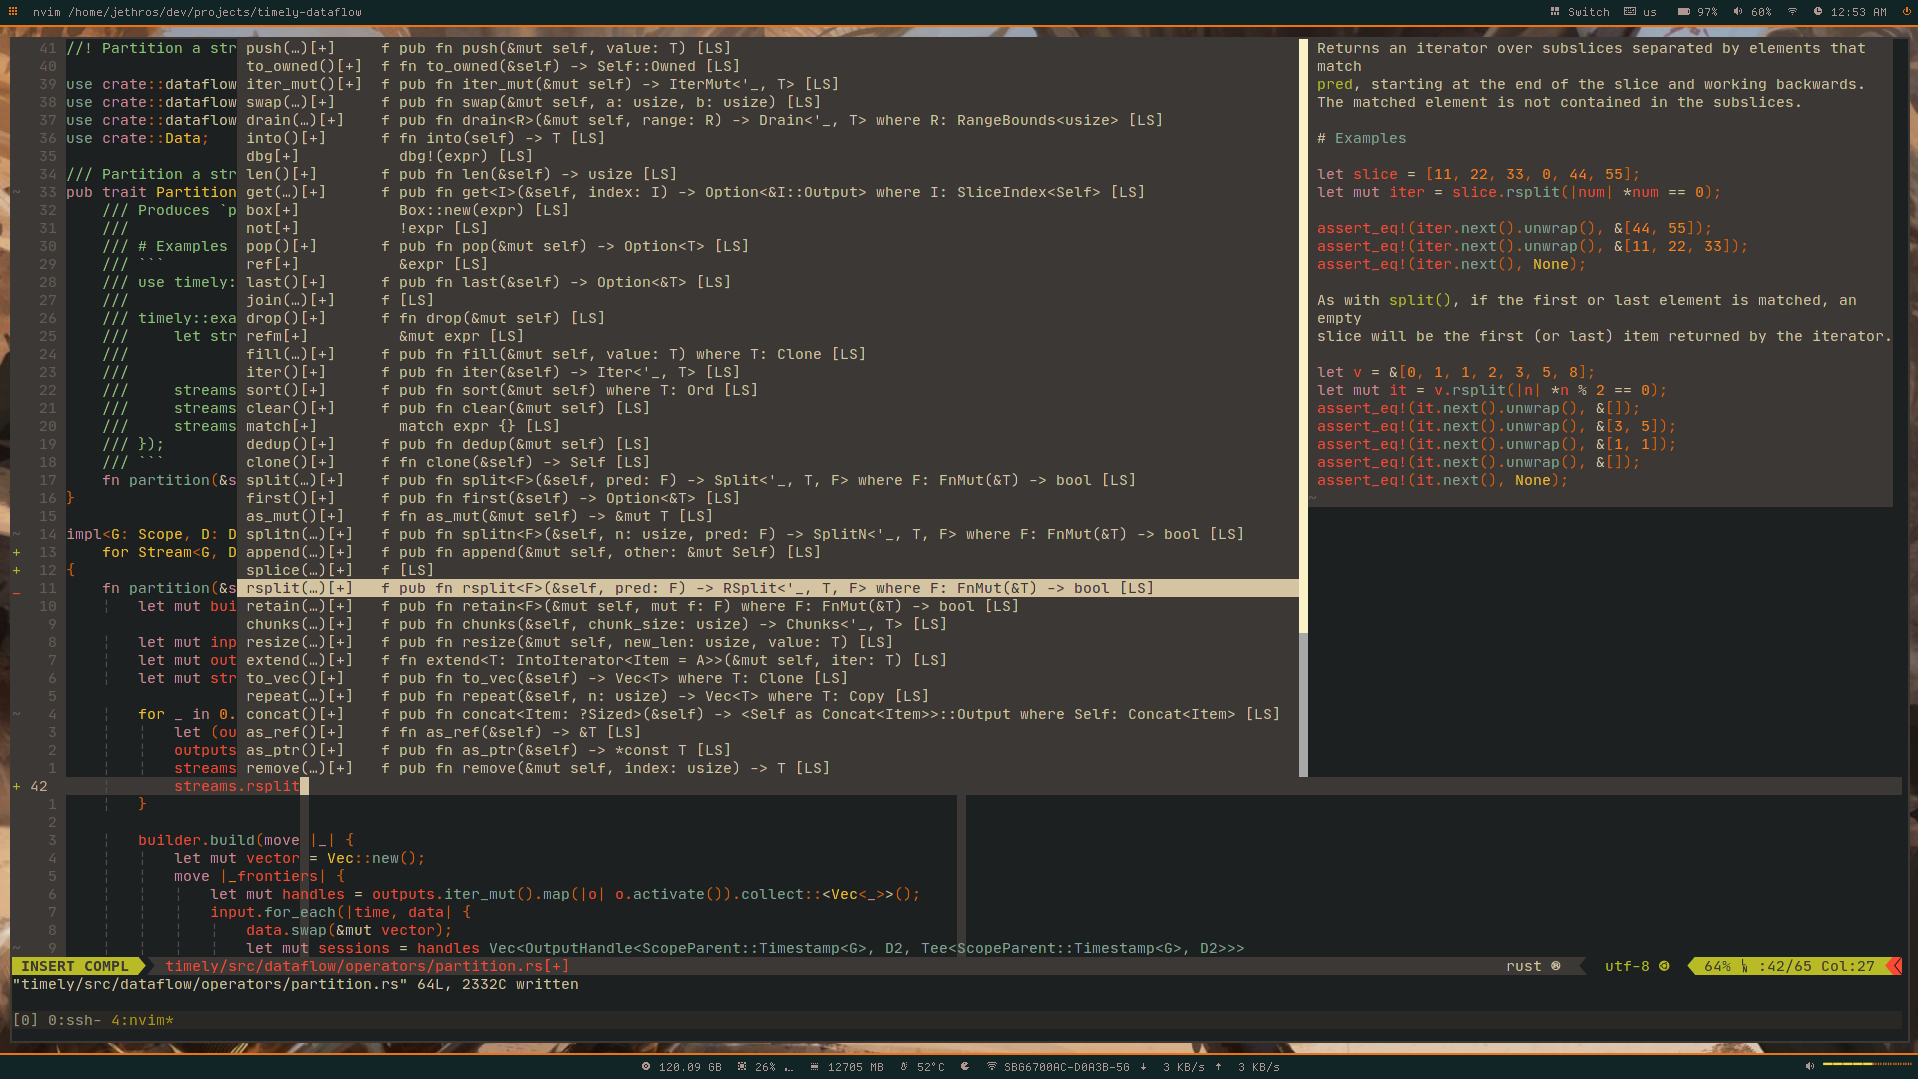 nvim /home/jethros/dev/projects/timely-dataflow
Switch us 97% 60% 12:53 AM
41 //! Partition a str push(…)[+] f pub fn push(&mut self, value: T) [LS]
40 to_owned()[+] f fn to_owned(&self) -> Self::Owned [LS]
39 use crate::dataflow iter_mut()[+] f pub fn iter_mut(&mut self) -> IterMut<'_, T> [LS]
38 use crate::dataflow swap(…)[+] f pub fn swap(&mut self, a: usize, b: usize) [LS]
37 use crate::dataflow drain(…)[+] f pub fn drain<R>(&mut self, range: R) -> Drain<'_, T> where R: RangeBounds<usize> [LS]
36 use crate::Data; into()[+] f fn into(self) -> T [LS]
35 dbg[+] dbg!(expr) [LS]
34 /// Partition a str len()[+] f pub fn len(&self) -> usize [LS]
~ 33 pub trait Partition get(…)[+] f pub fn get<I>(&self, index: I) -> Option<&I::Output> where I: SliceIndex<Self> [LS]
32 /// Produces `p box[+] Box::new(expr) [LS]
31 /// not[+] !expr [LS]
30 /// # Examples pop()[+] f pub fn pop(&mut self) -> Option<T> [LS]
29 /// ``` ref[+] &expr [LS]
28 /// use timely: last()[+] f pub fn last(&self) -> Option<&T> [LS]
27 /// join(…)[+] f [LS]
26 /// timely::exa drop()[+] f fn drop(&mut self) [LS]
25 /// let str refm[+] &mut expr [LS]
24 /// fill(…)[+] f pub fn fill(&mut self, value: T) where T: Clone [LS]
23 /// iter()[+] f pub fn iter(&self) -> Iter<'_, T> [LS]
22 /// streams sort()[+] f pub fn sort(&mut self) where T: Ord [LS]
21 /// streams clear()[+] f pub fn clear(&mut self) [LS]
20 /// streams match[+] match expr {} [LS]
19 /// }); dedup()[+] f pub fn dedup(&mut self) [LS]
18 /// ``` clone()[+] f fn clone(&self) -> Self [LS]
17 fn partition(&s split(…)[+] f pub fn split<F>(&self, pred: F) -> Split<'_, T, F> where F: FnMut(&T) -> bool [LS]
16 } first()[+] f pub fn first(&self) -> Option<&T> [LS]
15 as_mut()[+] f fn as_mut(&mut self) -> &mut T [LS]
~ 14 impl<G: Scope, D: D splitn(…)[+] f pub fn splitn<F>(&self, n: usize, pred: F) -> SplitN<'_, T, F> where F: FnMut(&T) -> bool [LS]
+ 13 for Stream<G, D append(…)[+] f pub fn append(&mut self, other: &mut Self) [LS]
+ 12 { splice(…)[+] f [LS]
_ 11 fn partition(&s rsplit(…)[+] f pub fn rsplit<F>(&self, pred: F) -> RSplit<'_, T, F> where F: FnMut(&T) -> bool [LS]
10 let mut bui retain(…)[+] f pub fn retain<F>(&mut self, mut f: F) where F: FnMut(&T) -> bool [LS]
9 chunks(…)[+] f pub fn chunks(&self, chunk_size: usize) -> Chunks<'_, T> [LS]
8 let mut inp resize(…)[+] f pub fn resize(&mut self, new_len: usize, value: T) [LS]
7 let mut out extend(…)[+] f fn extend<T: IntoIterator<Item = A>>(&mut self, iter: T) [LS]
6 let mut str to_vec()[+] f pub fn to_vec(&self) -> Vec<T> where T: Clone [LS]
5 repeat(…)[+] f pub fn repeat(&self, n: usize) -> Vec<T> where T: Copy [LS]
~ 4 for _ in 0. concat()[+] f pub fn concat<Item: ?Sized>(&self) -> <Self as Concat<Item>>::Output where Self: Concat<Item> [LS]
3 let (ou as_ref()[+] f fn as_ref(&self) -> &T [LS]
2 outputs as_ptr()[+] f pub fn as_ptr(&self) -> *const T [LS]
1 streams remove(…)[+] f pub fn remove(&mut self, index: usize) -> T [LS]
+ 42 streams.rsplit
1 }
2
3 builder.build(move |_| {
4 let mut vector = Vec::new();
5 move |_frontiers| {
6 let mut handles = outputs.iter_mut().map(|o| o.activate()).collect::<Vec<_>>();
7 input.for_each(|time, data| {
8 data.swap(&mut vector);
~ 9 let mut sessions = handles Vec<OutputHandle<ScopeParent::Timestamp<G>, D2, Tee<ScopeParent::Timestamp<G>, D2>>>
Returns an iterator over subslices separated by elements that
match
pred, starting at the end of the slice and working backwards.
The matched element is not contained in the subslices.
# Examples
let slice = [11, 22, 33, 0, 44, 55];
let mut iter = slice.rsplit(|num| *num == 0);
assert_eq!(iter.next().unwrap(), &[44, 55]);
assert_eq!(iter.next().unwrap(), &[11, 22, 33]);
assert_eq!(iter.next(), None);
As with split(), if the first or last element is matched, an
empty
slice will be the first (or last) item returned by the iterator.
let v = &[0, 1, 1, 2, 3, 5, 8];
let mut it = v.rsplit(|n| *n % 2 == 0);
assert_eq!(it.next().unwrap(), &[]);
assert_eq!(it.next().unwrap(), &[3, 5]);
assert_eq!(it.next().unwrap(), &[1, 1]);
assert_eq!(it.next().unwrap(), &[]);
assert_eq!(it.next(), None);
~
INSERT COMPL timely/src/dataflow/operators/partition.rs[+] rust utf-8 64% :42/65 Col:27
"timely/src/dataflow/operators/partition.rs" 64L, 2332C written
[0] 0:ssh- 4:nvim*
120.09 GB 26% 12705 MB 52°C SBG6700AC-D0A3B-5G ↓ 3 KB/s ↑ 3 KB/s